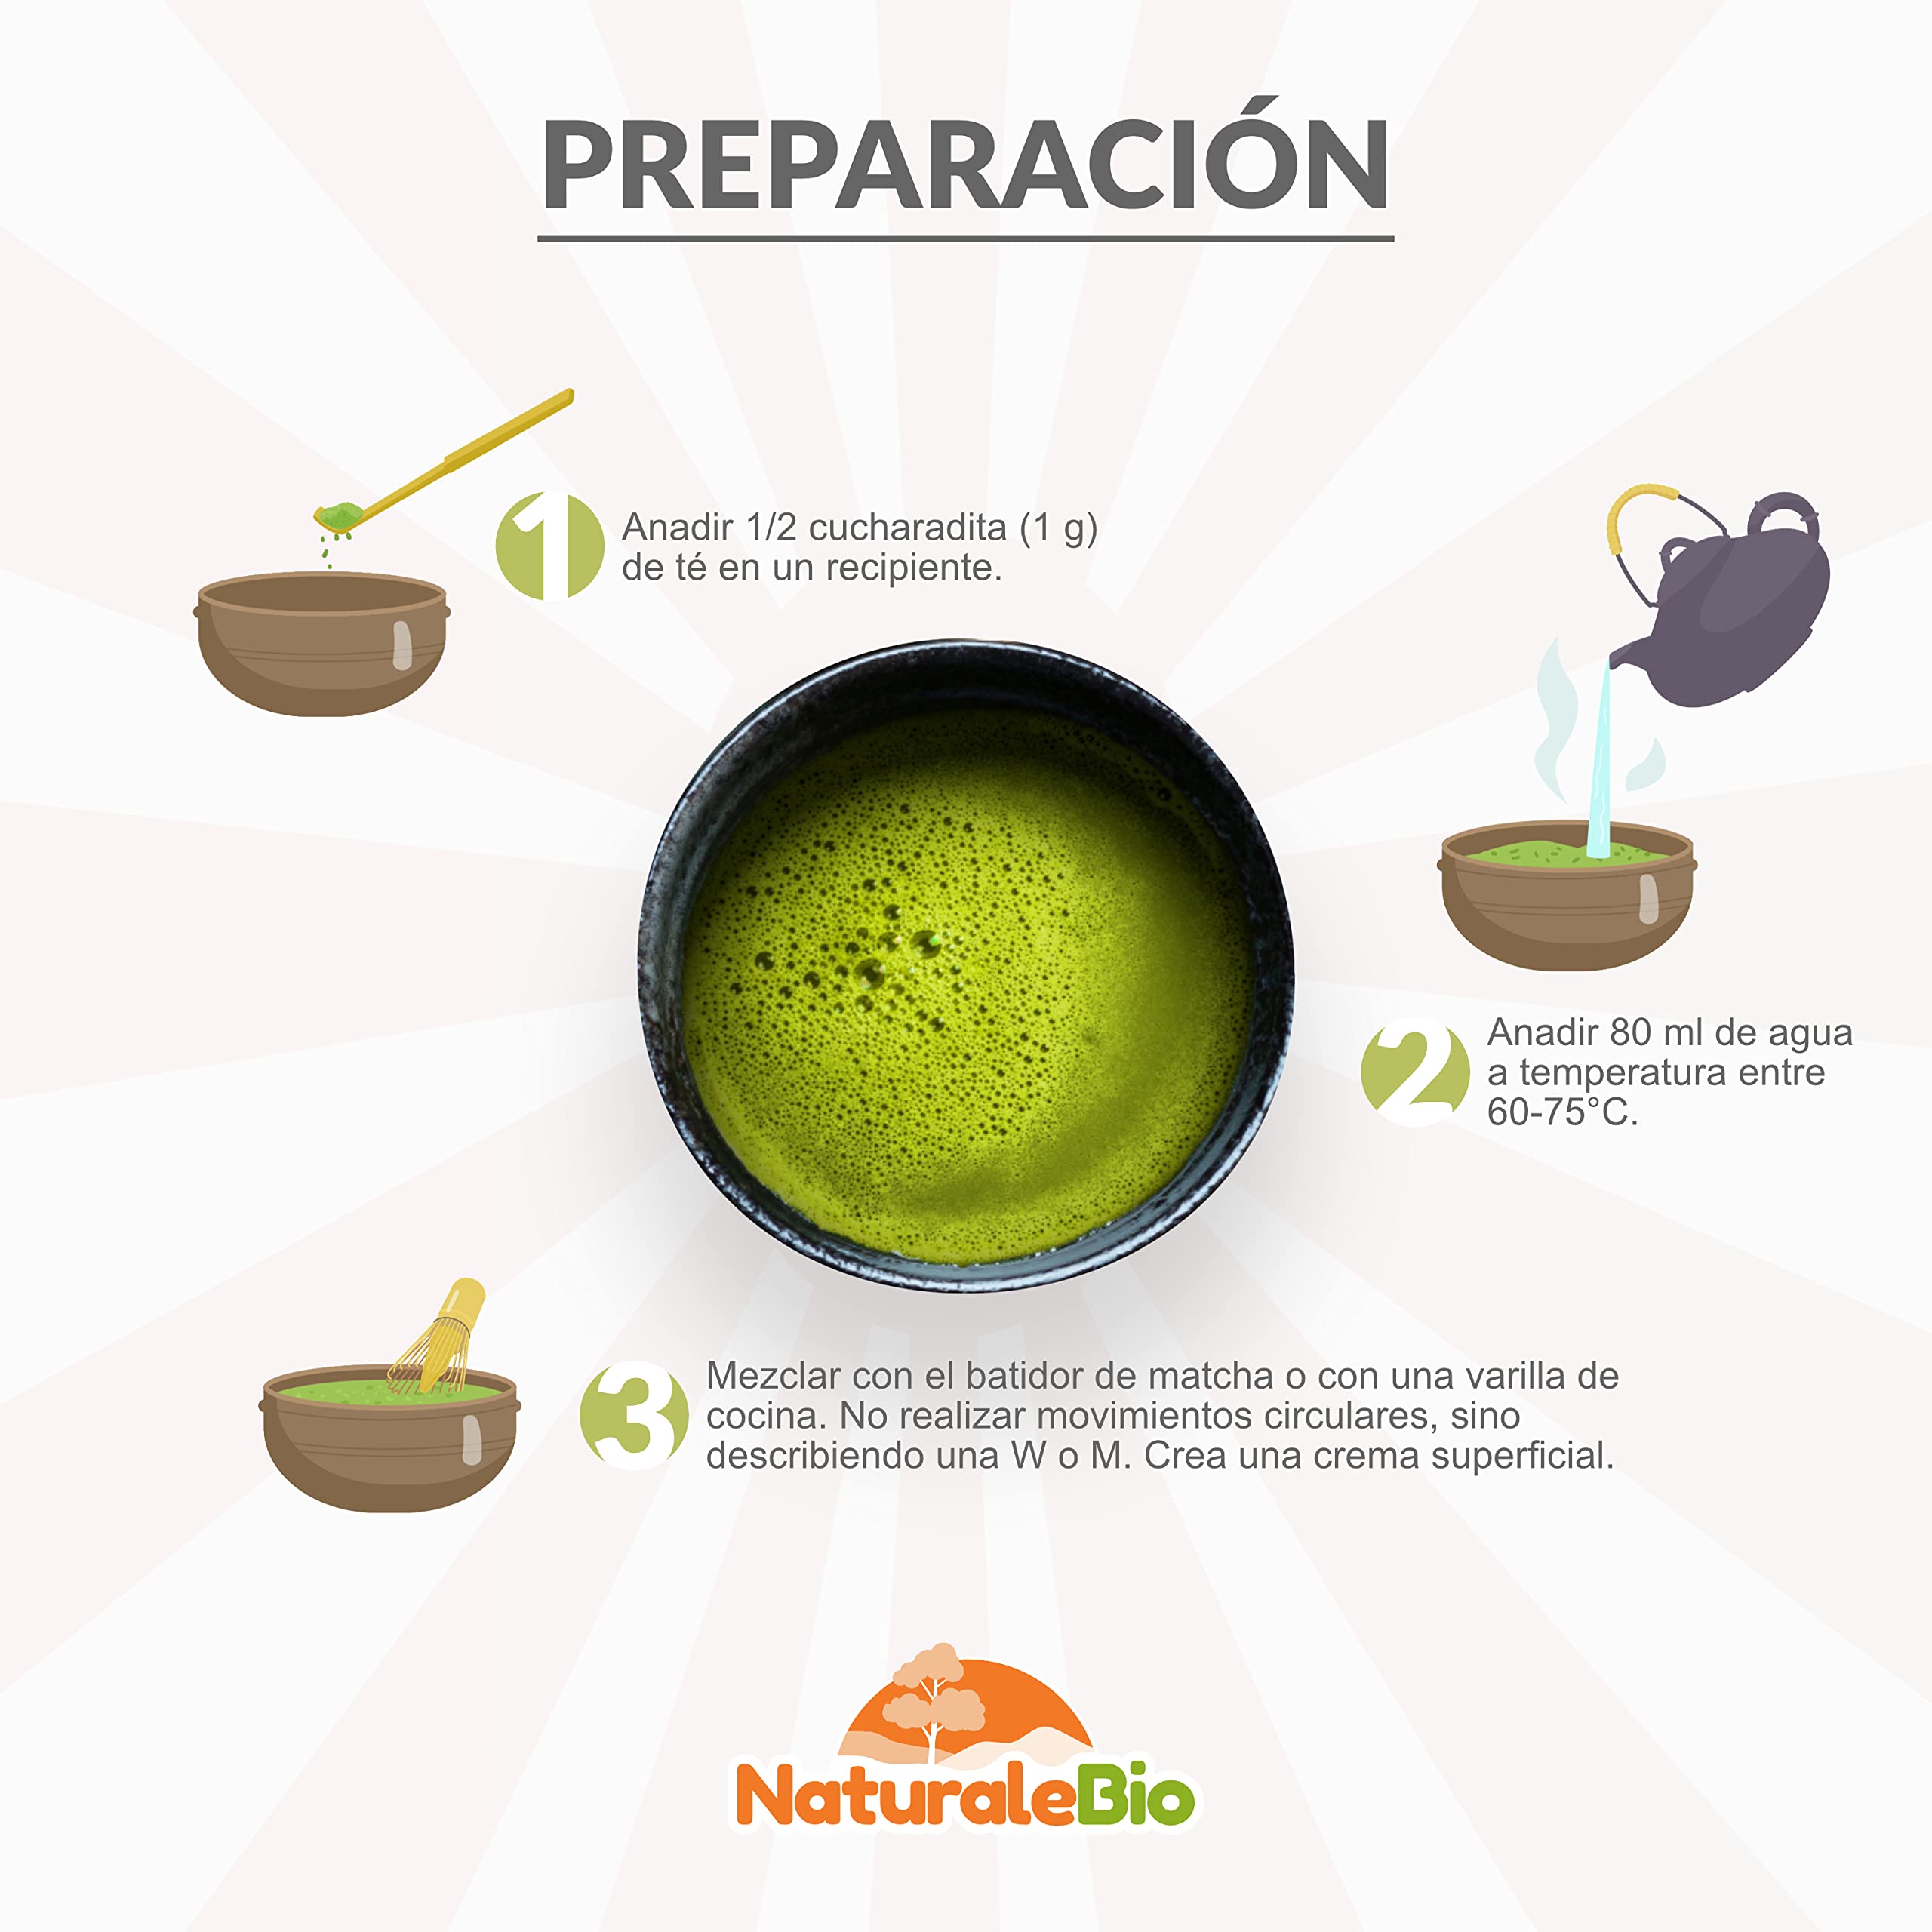 PREPARACIÓN
1
Anadir 1/2 cucharadita (1 g)
de té en un recipiente.
2
Anadir 80 ml de agua
a temperatura entre
60-75°C.
3
Mezclar con el batidor de matcha o con una varilla de
cocina. No realizar movimientos circulares, sino
describiendo una W o M. Crea una crema superficial.
NaturaleBio